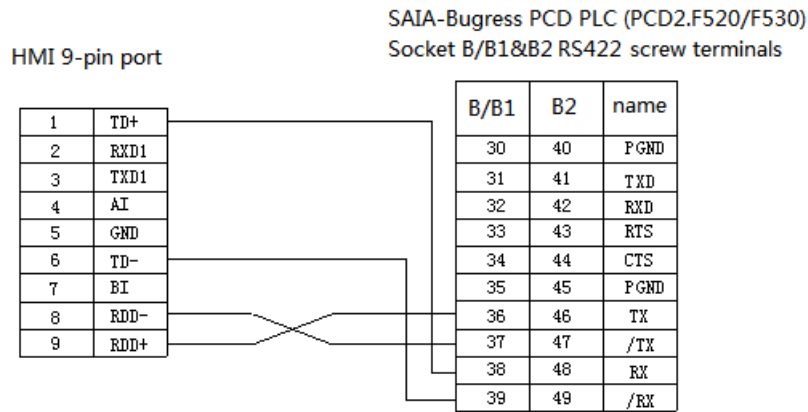 SAIA-Bugress PCD PLC (PCD2.F520/F530)
Socket B/B1&B2 RS422 screw terminals
HMI 9-pin port
1 TD+
2 RXD1
3 TXD1
4 AI
5 GND
6 TD-
7 BI
8 RDD-
9 RDD+
B/B1 B2 name
30 40 PGND
31 41 TXD
32 42 RXD
33 43 RTS
34 44 CTS
35 45 PGND
36 46 TX
37 47 /TX
38 48 RX
39 49 /RX